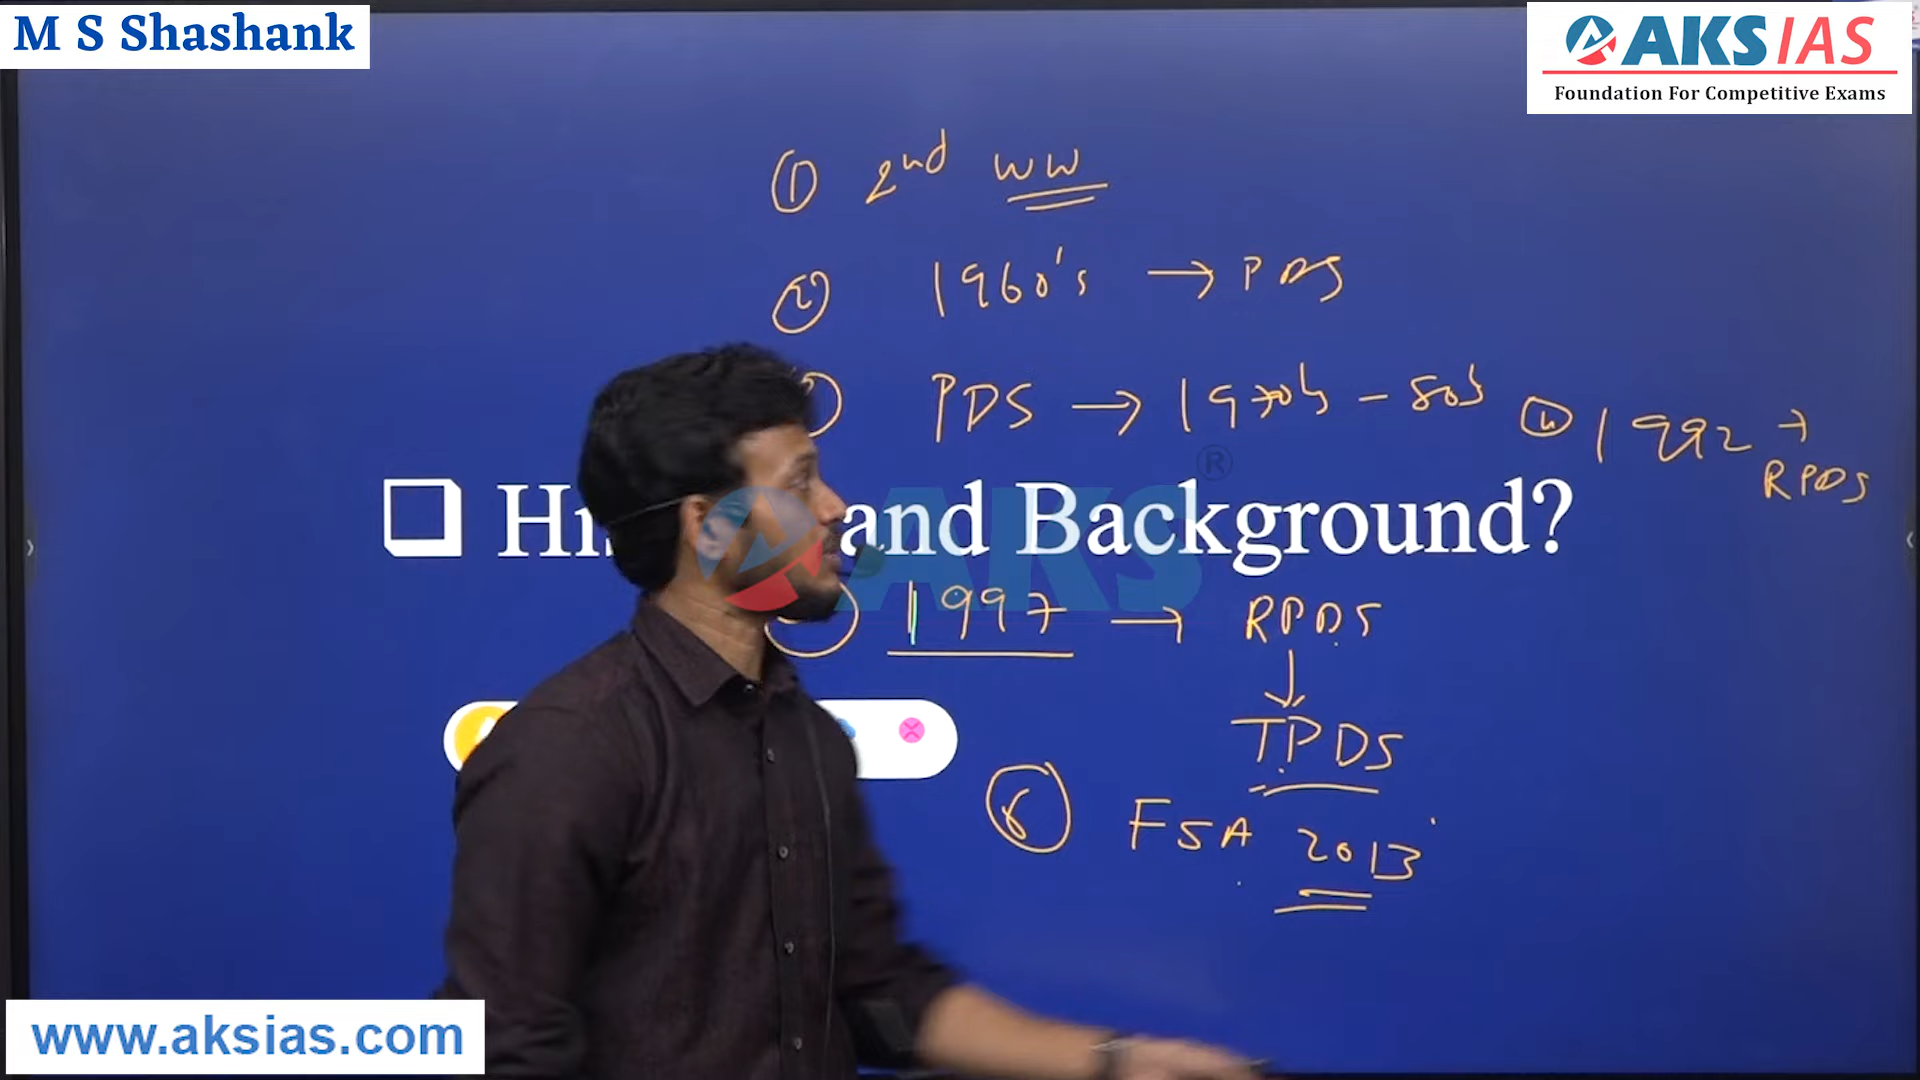 M S Shashank
AKS IAS
Foundation For Competitive Exams
① 2nd WW
② 1960's → PDS
PDS → 1970's - 80's
④ 1992 →
RPDS
❑ and Background?
AKS ®
1997 → RPDS
↓
TPDS
⑥ FSA 2013
www.aksias.com